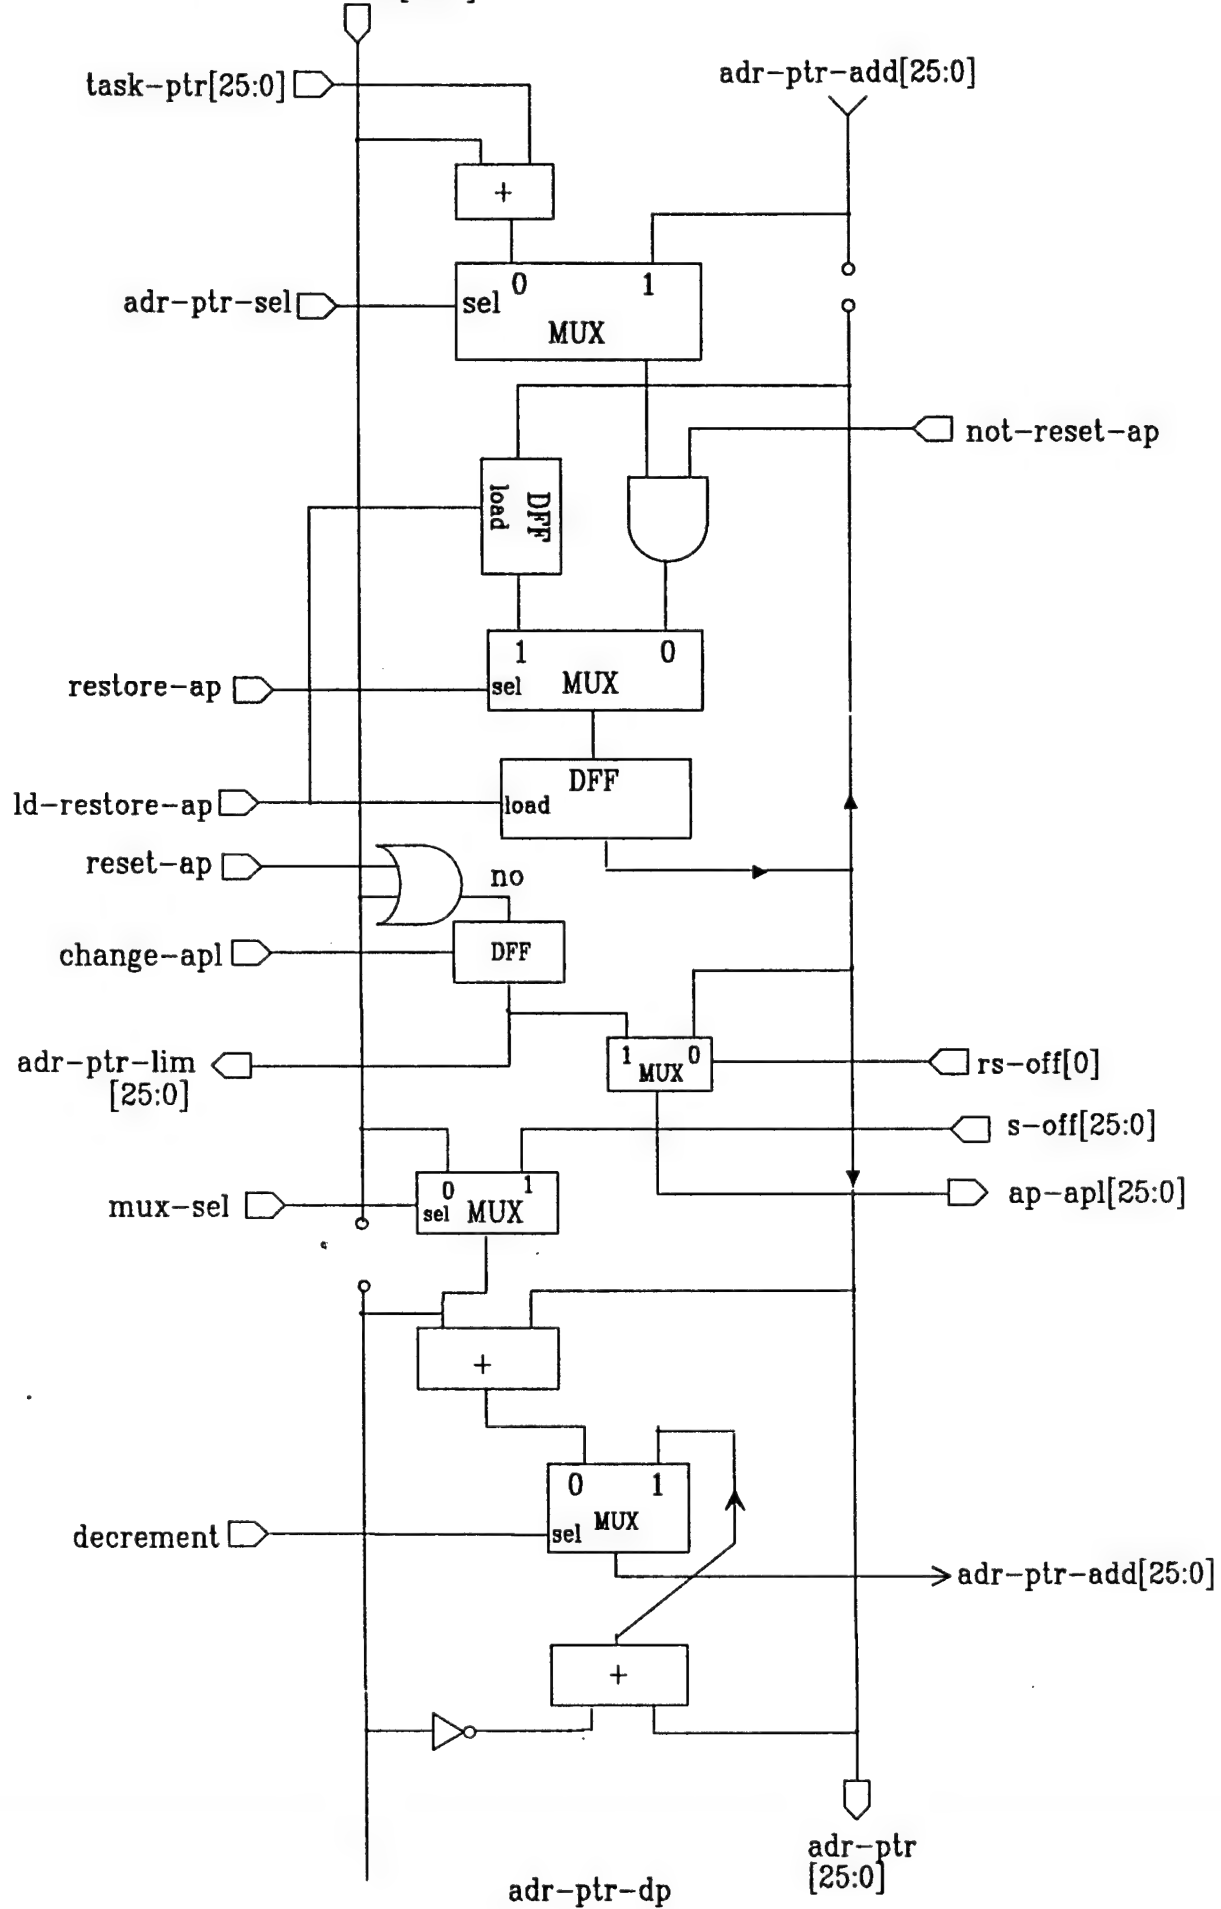 task-ptr[25:0]
adr-ptr-add[25:0]
+
0 1
adr-ptr-sel
sel
MUX
not-reset-ap
DFF
load
1 0
restore-ap
sel MUX
DFF
ld-restore-ap
load
reset-ap
no
change-apl
DFF
1 0
MUX
adr-ptr-lim
[25:0]
rs-off[0]
s-off[25:0]
0 1
mux-sel
sel MUX
ap-apl[25:0]
+
0 1
MUX
decrement
sel
adr-ptr-add[25:0]
+
adr-ptr
[25:0]
adr-ptr-dp